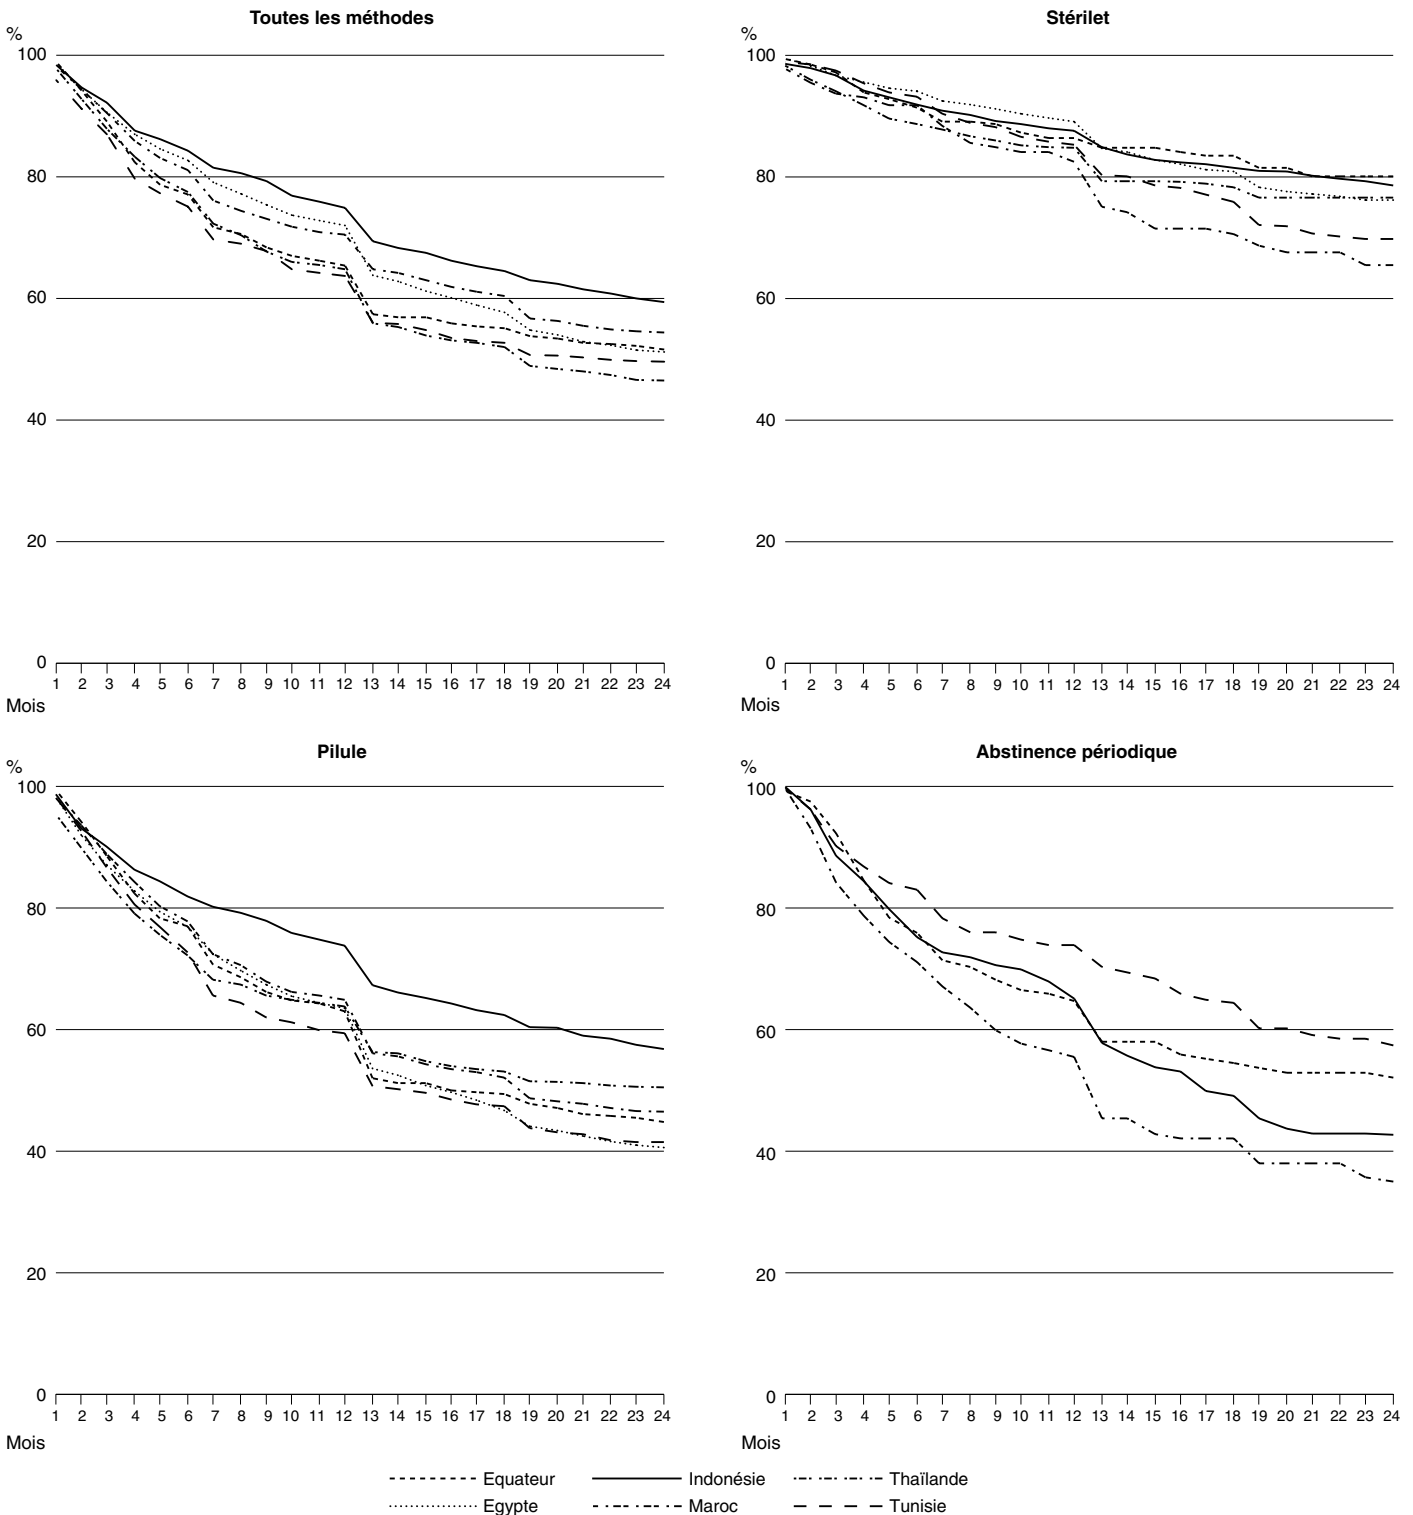 Toutes les méthodes
%
100
80
60
40
20
0
1 2 3 4 5 6 7 8 9 10 11 12 13 14 15 16 17 18 19 20 21 22 23 24
Mois
Stérilet
%
100
80
60
40
20
0
1 2 3 4 5 6 7 8 9 10 11 12 13 14 15 16 17 18 19 20 21 22 23 24
Mois
Pilule
%
100
80
60
40
20
0
1 2 3 4 5 6 7 8 9 10 11 12 13 14 15 16 17 18 19 20 21 22 23 24
Mois
Abstinence périodique
%
100
80
60
40
20
0
1 2 3 4 5 6 7 8 9 10 11 12 13 14 15 16 17 18 19 20 21 22 23 24
Mois
Equateur Indonésie Thaïlande
Egypte Maroc Tunisie